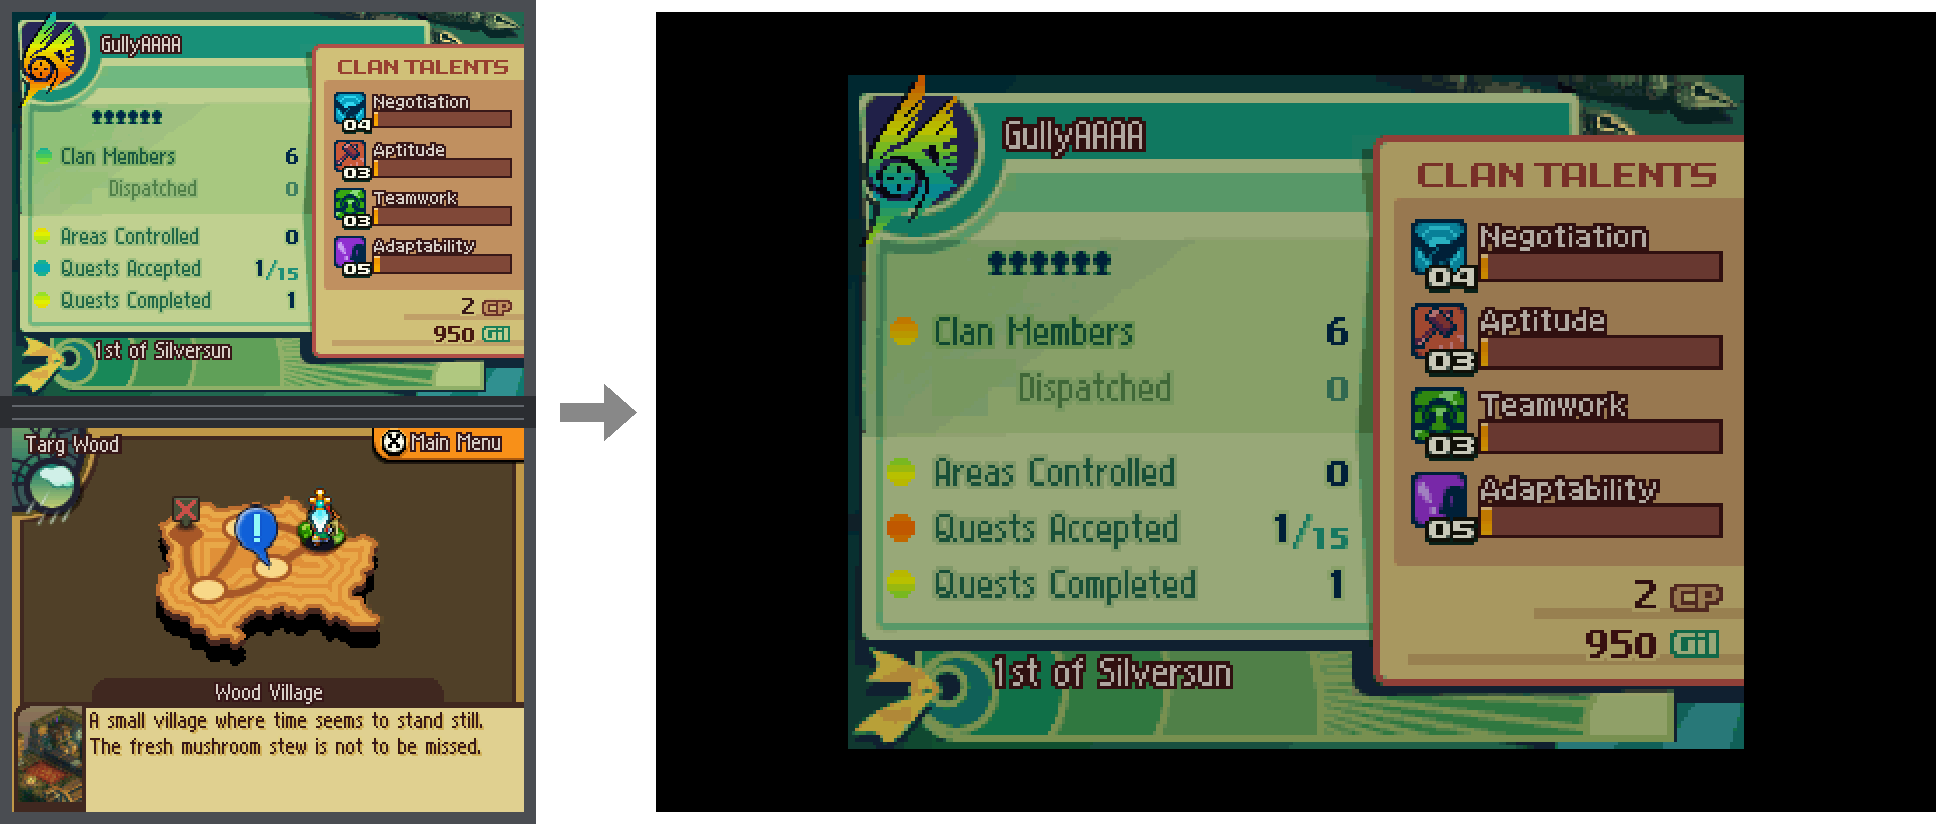 GullyAAAA
CLAN TALENTS
Negotiation
04
Aptitude
03
Teamwork
03
Adaptability
05
Clan Members 6
Dispatched 0
Areas Controlled 0
Quests Accepted 1/15
Quests Completed 1
2 CP
950 Gil
1st of Silversun
Targ Wood
X Main Menu
!
Wood Village
A small village where time seems to stand still.
The fresh mushroom stew is not to be missed.
GullyAAAA
CLAN TALENTS
Negotiation
04
Aptitude
03
Teamwork
03
Adaptability
05
Clan Members 6
Dispatched 0
Areas Controlled 0
Quests Accepted 1/15
Quests Completed 1
2 CP
950 Gil
1st of Silversun